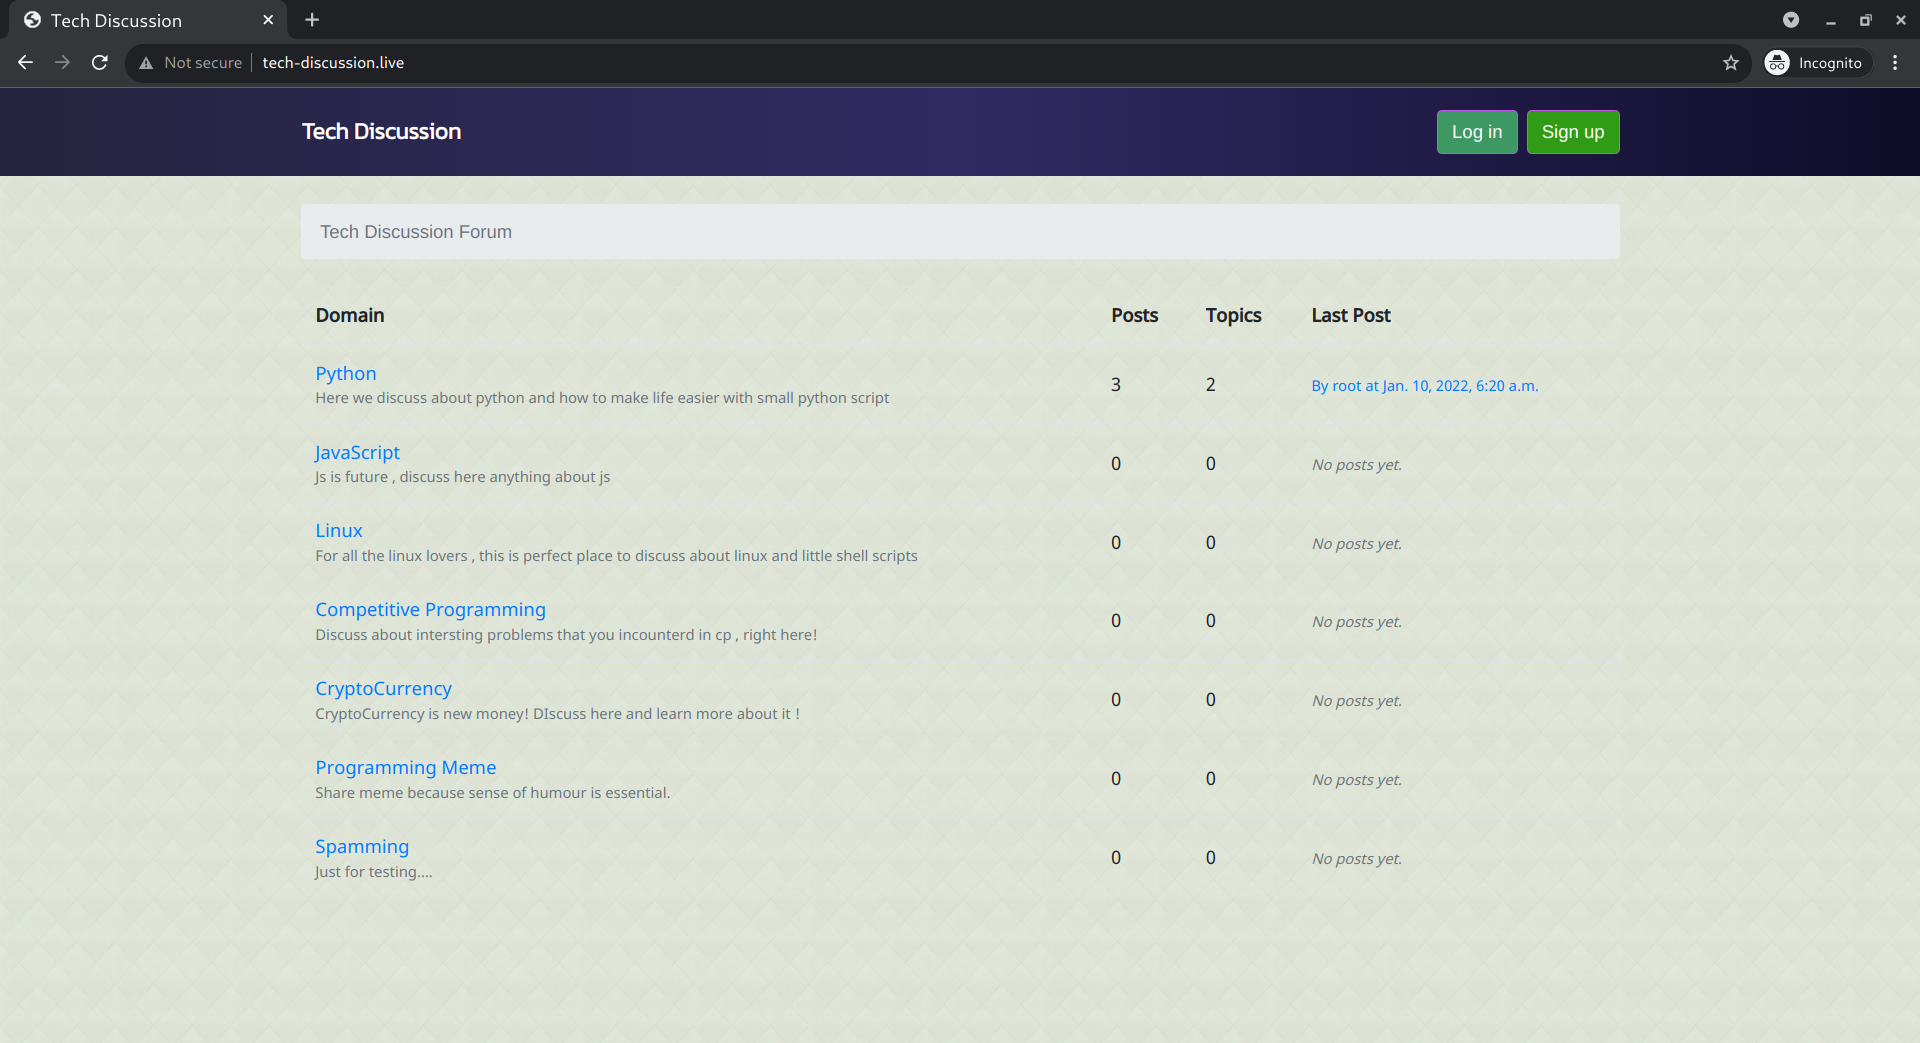 Tech Discussion
Not secure tech-discussion.live Incognito
Tech Discussion Log in Sign up
Tech Discussion Forum
Domain Posts Topics Last Post
Python
Here we discuss about python and how to make life easier with small python script
3 2 By root at Jan. 10, 2022, 6:20 a.m.
JavaScript
Js is future , discuss here anything about js
0 0 No posts yet.
Linux
For all the linux lovers , this is perfect place to discuss about linux and little shell scripts
0 0 No posts yet.
Competitive Programming
Discuss about intersting problems that you incounterd in cp , right here!
0 0 No posts yet.
CryptoCurrency
CryptoCurrency is new money! DIscuss here and learn more about it !
0 0 No posts yet.
Programming Meme
Share meme because sense of humour is essential.
0 0 No posts yet.
Spamming
Just for testing....
0 0 No posts yet.